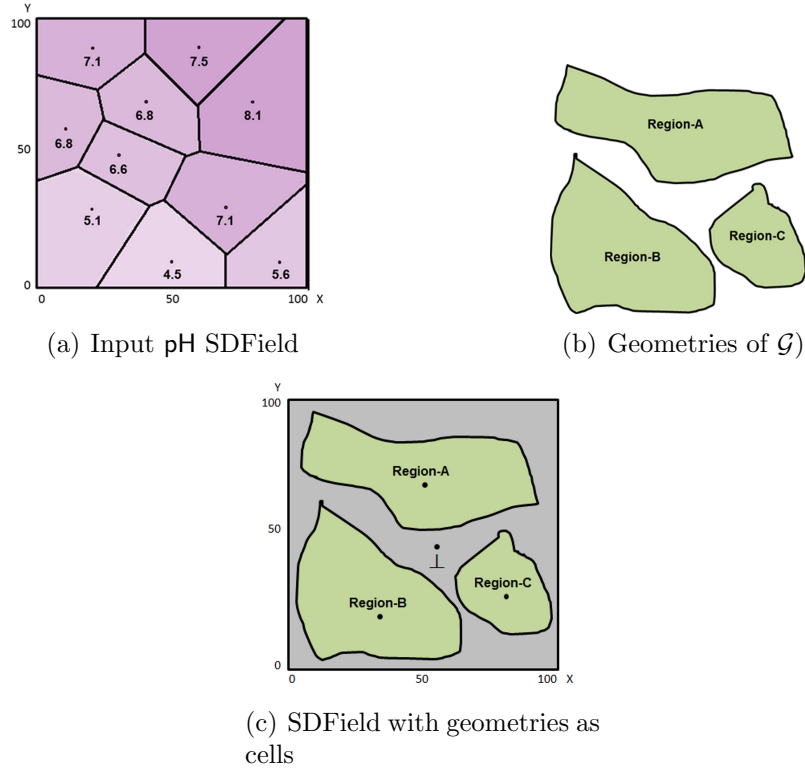 Y
100
7.1
7.5
6.8
8.1
6.8
50
6.6
5.1
7.1
4.5
5.6
0
0 50 100 X
(a) Input pH SDField
Region-A
Region-B
Region-C
(b) Geometries of 𝒢)
Y
100
Region-A
50
⊥
Region-C
Region-B
0
0 50 100 X
(c) SDField with geometries as
cells